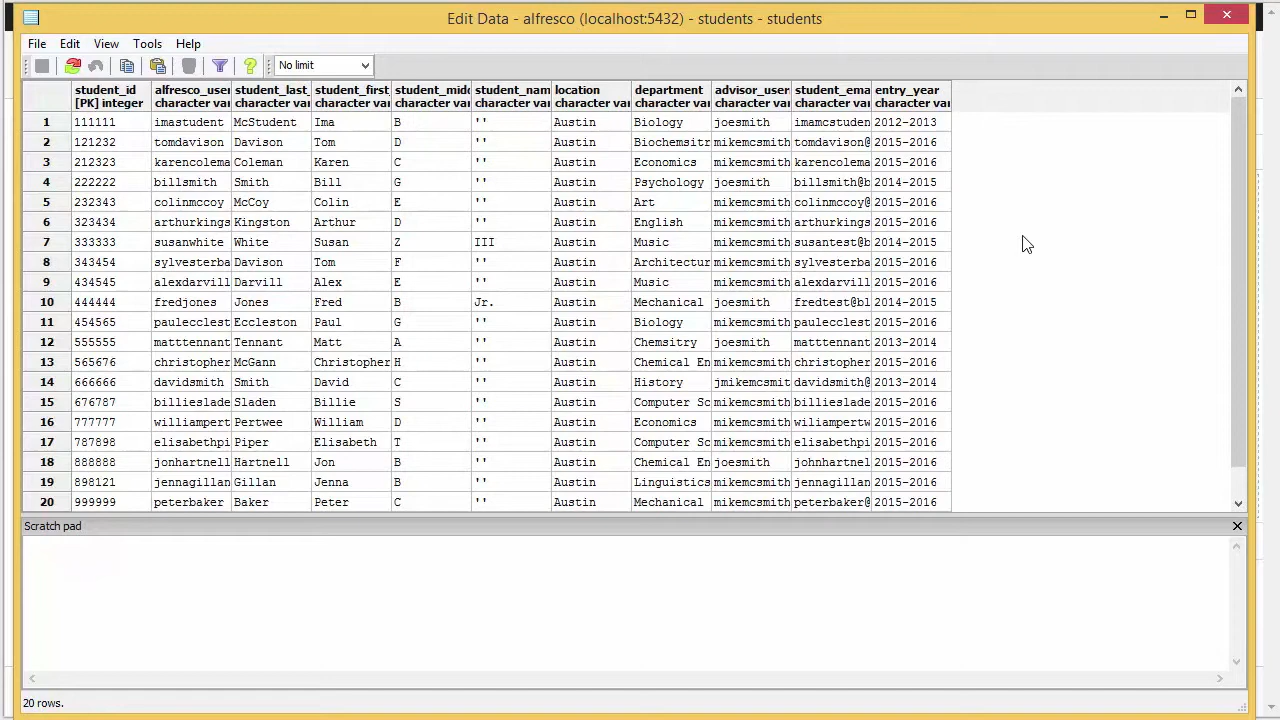 Edit Data - alfresco (localhost:5432) - students - students
File Edit View Tools Help
No limit
student_id alfresco_use student_last_ student_first_ student_mid student_nam location department advisor_user student_ema entry_year
[PK] integer character var character var character var character var character var character var character var character var character var character var
1 111111 imastudent McStudent Ima B '' Austin Biology joesmith imamcstuden 2012-2013
2 121232 tomdavison Davison Tom D '' Austin Biochemsitr mikemcsmith tomdavison@ 2015-2016
3 212323 karencolema Coleman Karen C '' Austin Economics mikemcsmith karencolema 2015-2016
4 222222 billsmith Smith Bill G '' Austin Psychology joesmith billsmith@b 2014-2015
5 232343 colinmccoy McCoy Colin E '' Austin Art mikemcsmith colinmccoy@ 2015-2016
6 323434 arthurkings Kingston Arthur D '' Austin English mikemcsmith arthurkings 2015-2016
7 333333 susanwhite White Susan Z III Austin Music mikemcsmith susantest@b 2014-2015
8 343454 sylvesterba Davison Tom F '' Austin Architectur mikemcsmith sylvesterba 2015-2016
9 434545 alexdarvill Darvill Alex E '' Austin Music mikemcsmith alexdarvill 2015-2016
10 444444 fredjones Jones Fred B Jr. Austin Mechanical joesmith fredtest@bl 2014-2015
11 454565 paulecclest Eccleston Paul G '' Austin Biology mikemcsmith paulecclest 2015-2016
12 555555 matttennant Tennant Matt A '' Austin Chemsitry joesmith matttennant 2013-2014
13 565676 christopher McGann Christopher H '' Austin Chemical En mikemcsmith christopher 2015-2016
14 666666 davidsmith Smith David C '' Austin History jmikemcsmit davidsmith@ 2013-2014
15 676787 billieslade Sladen Billie S '' Austin Computer Sc mikemcsmith billieslade 2015-2016
16 777777 williampert Pertwee William D '' Austin Economics mikemcsmith wiliampertw 2015-2016
17 787898 elisabethpi Piper Elisabeth T '' Austin Computer Sc mikemcsmith elisabethpi 2015-2016
18 888888 jonhartnell Hartnell Jon B '' Austin Chemical En joesmith johnhartnel 2015-2016
19 898121 jennagillan Gillan Jenna B '' Austin Linguistics mikemcsmith jennagillan 2015-2016
20 999999 peterbaker Baker Peter C '' Austin Mechanical mikemcsmith peterbaker@ 2015-2016
Scratch pad
20 rows.